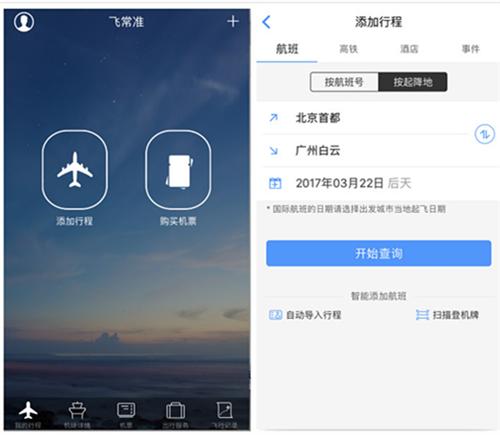 飞常准
添加行程
购买机票
我的行程
机场详情
机票
出行服务
飞行记录
添加行程
航班
高铁
酒店
事件
按航班号
按起降地
北京首都
广州白云
2017年03月22日 后天
* 国际航班的日期请选择出发城市当地起飞日期
开始查询
智能添加航班
自动导入行程
扫描登机牌